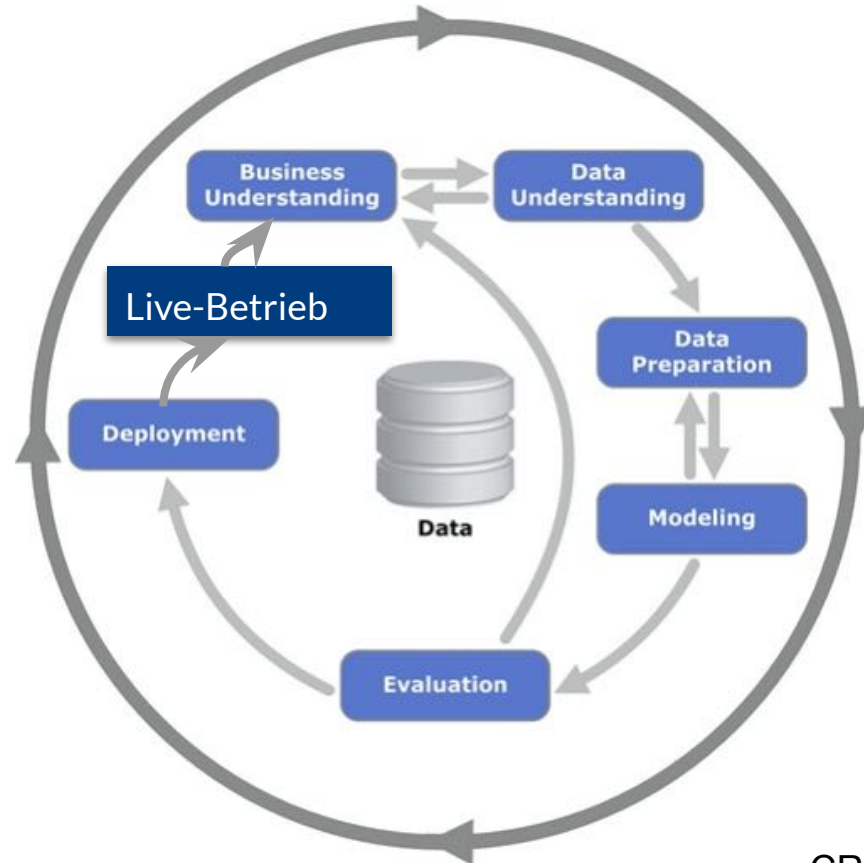 Business
Understanding
Data
Understanding
Live-Betrieb
Data
Preparation
Deployment
Data
Modeling
Evaluation